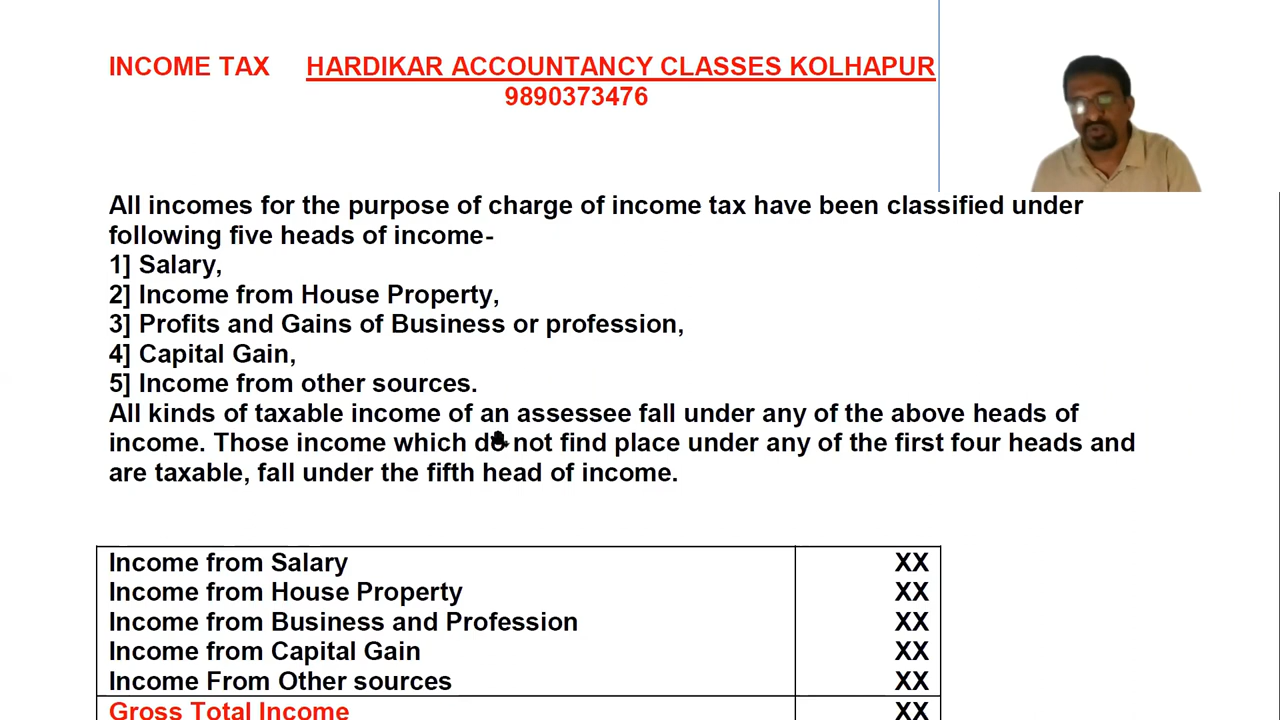 INCOME TAX HARDIKAR ACCOUNTANCY CLASSES KOLHAPUR
9890373476
All incomes for the purpose of charge of income tax have been classified under
following five heads of income-
1] Salary,
2] Income from House Property,
3] Profits and Gains of Business or profession,
4] Capital Gain,
5] Income from other sources.
All kinds of taxable income of an assessee fall under any of the above heads of
income. Those income which do not find place under any of the first four heads and
are taxable, fall under the fifth head of income.
Income from Salary XX
Income from House Property XX
Income from Business and Profession XX
Income from Capital Gain XX
Income From Other sources XX
Gross Total Income XX